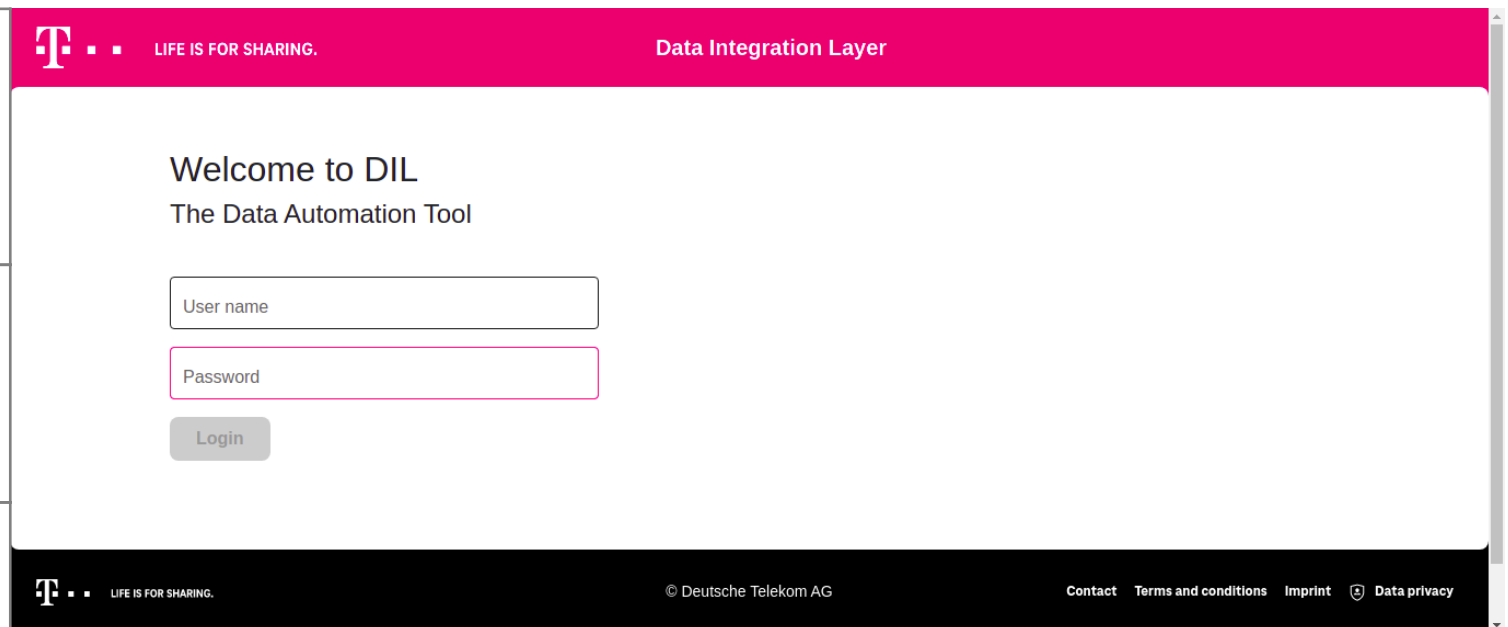 T LIFE IS FOR SHARING.
Data Integration Layer
Welcome to DIL
The Data Automation Tool
User name
Password
Login
T LIFE IS FOR SHARING.
© Deutsche Telekom AG
Contact Terms and conditions Imprint Data privacy